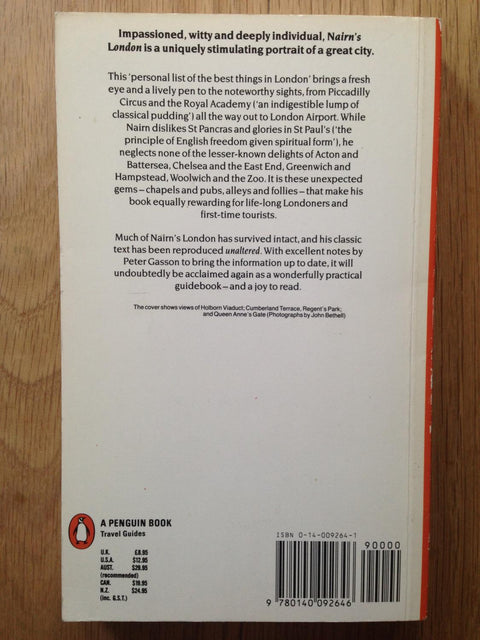 Impassioned, witty and deeply individual, Nairn's
London is a uniquely stimulating portrait of a great city.
This 'personal list of the best things in London' brings a fresh
eye and a lively pen to the noteworthy sights, from Piccadilly
Circus and the Royal Academy ('an indigestible lump of
classical pudding') all the way out to London Airport. While
Nairn dislikes St Pancras and glories in St Paul's ('the
principle of English freedom given spiritual form'), he
neglects none of the lesser-known delights of Acton and
Battersea, Chelsea and the East End, Greenwich and
Hampstead, Woolwich and the Zoo. It is these unexpected
gems – chapels and pubs, alleys and follies – that make his
book equally rewarding for life-long Londoners and
first-time tourists.
Much of Nairn's London has survived intact, and his classic
text has been reproduced unaltered. With excellent notes by
Peter Gasson to bring the information up to date, it will
undoubtedly be acclaimed again as a wonderfully practical
guidebook – and a joy to read.
The cover shows views of Holborn Viaduct; Cumberland Terrace, Regent's Park;
and Queen Anne's Gate (Photographs by John Bethell)
A PENGUIN BOOK
Travel Guides
U.K. £8.95
U.S.A. $12.95
AUST. $29.95
(recommended)
CAN. $19.95
N.Z. $24.95
(inc. G.S.T.)
ISBN 0-14-009264-1
90000
9 780140 092646